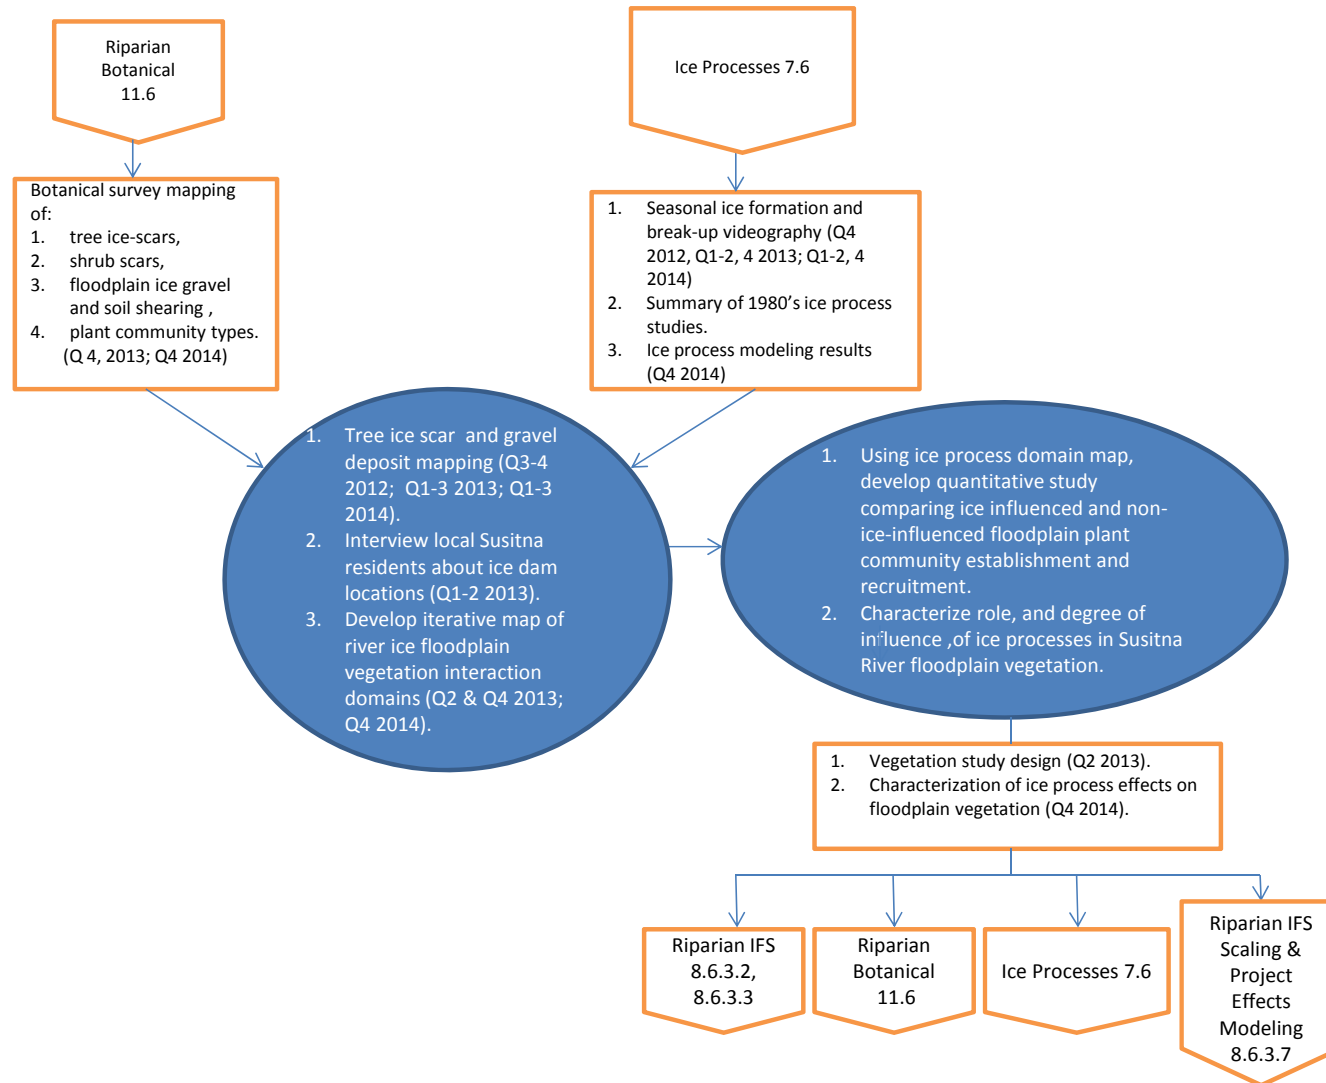 Riparian
Botanical
11.6
Ice Processes 7.6
Botanical survey mapping
of:
1. tree ice-scars,
2. shrub scars,
3. floodplain ice gravel
and soil shearing ,
4. plant community types.
(Q 4, 2013; Q4 2014)
1. Seasonal ice formation and
break-up videography (Q4
2012, Q1-2, 4 2013; Q1-2, 4
2014)
2. Summary of 1980’s ice process
studies.
3. Ice process modeling results
(Q4 2014)
1. Tree ice scar and gravel
deposit mapping (Q3-4
2012; Q1-3 2013; Q1-3
2014).
2. Interview local Susitna
residents about ice dam
locations (Q1-2 2013).
3. Develop iterative map of
river ice floodplain
vegetation interaction
domains (Q2 & Q4 2013;
Q4 2014).
1. Using ice process domain map,
develop quantitative study
comparing ice influenced and non-
ice-influenced floodplain plant
community establishment and
recruitment.
2. Characterize role, and degree of
influence ,of ice processes in Susitna
River floodplain vegetation.
1. Vegetation study design (Q2 2013).
2. Characterization of ice process effects on
floodplain vegetation (Q4 2014).
Riparian IFS
8.6.3.2,
8.6.3.3
Riparian
Botanical
11.6
Ice Processes 7.6
Riparian IFS
Scaling &
Project
Effects
Modeling
8.6.3.7